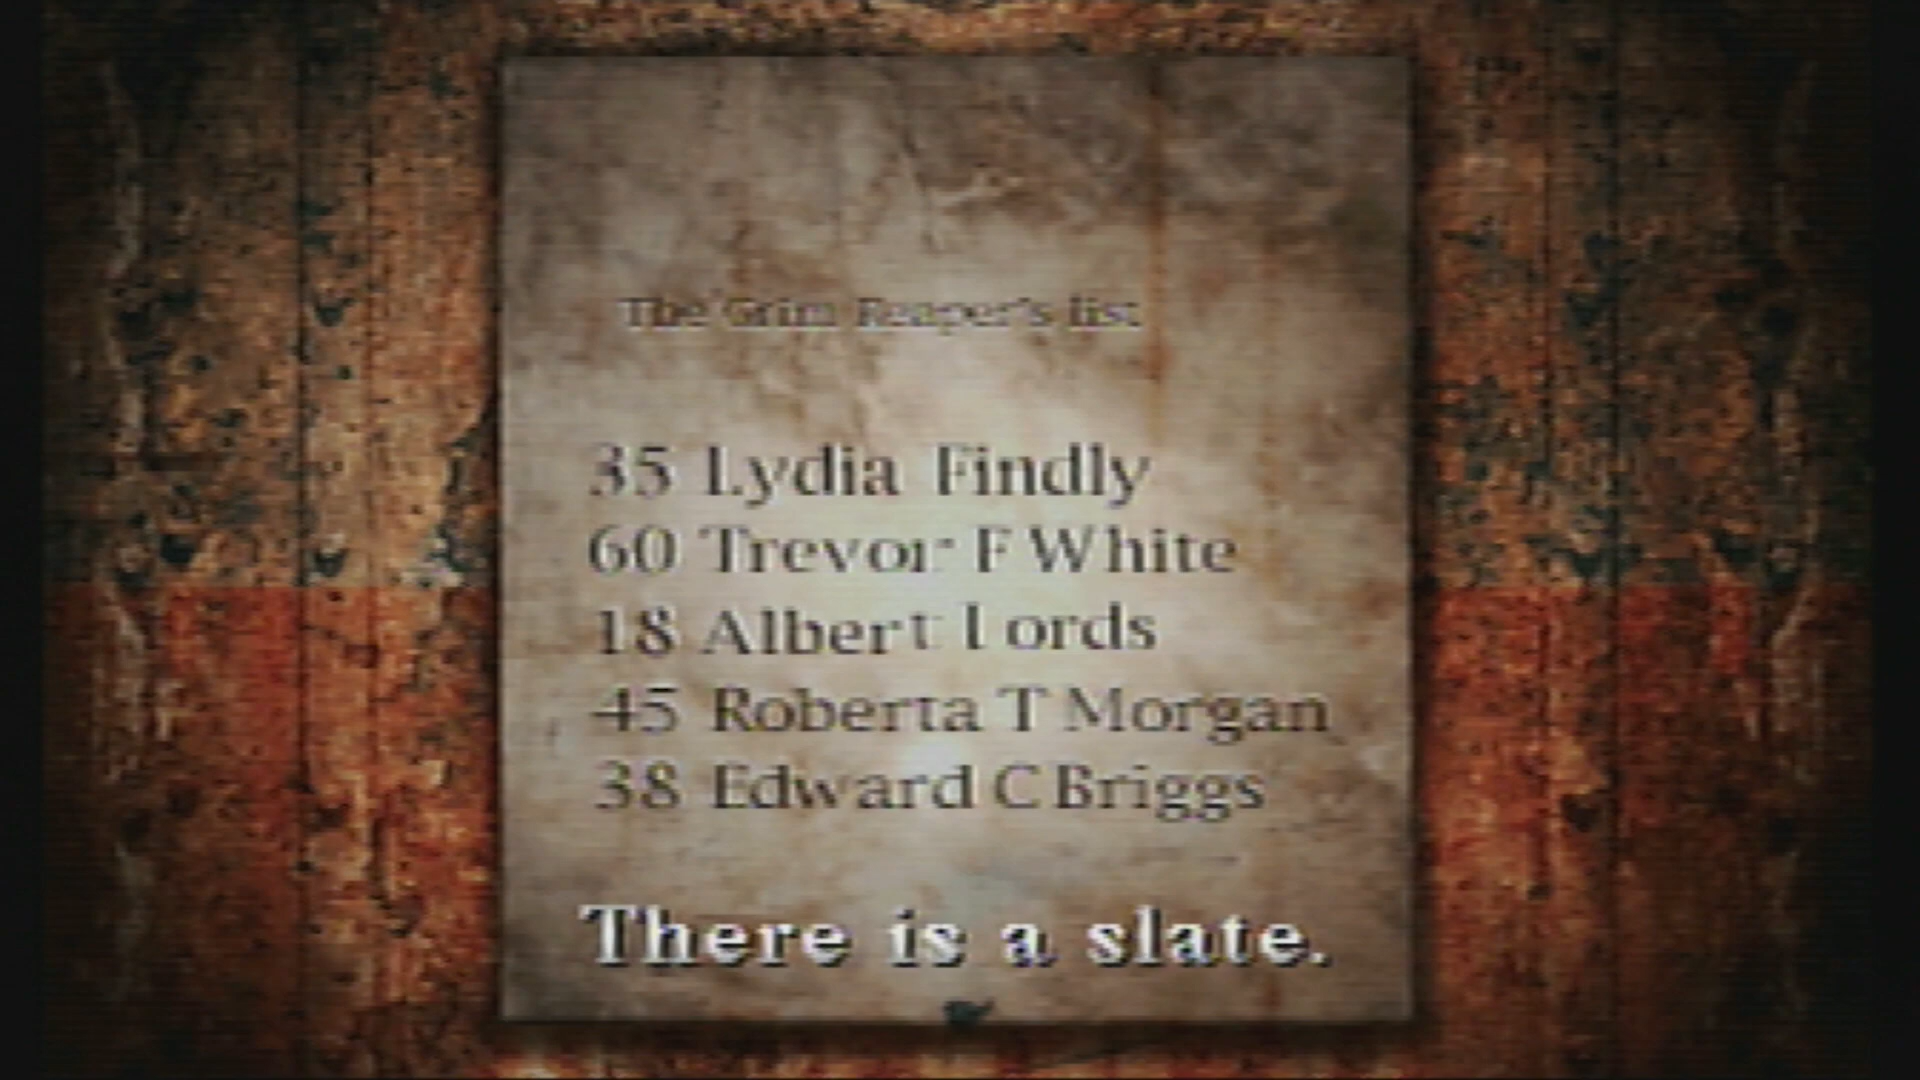 The Grim Reaper's list
35 Lydia Findly
60 Trevor F White
18 Albert Lords
45 Roberta T Morgan
38 Edward C Briggs
There is a slate.